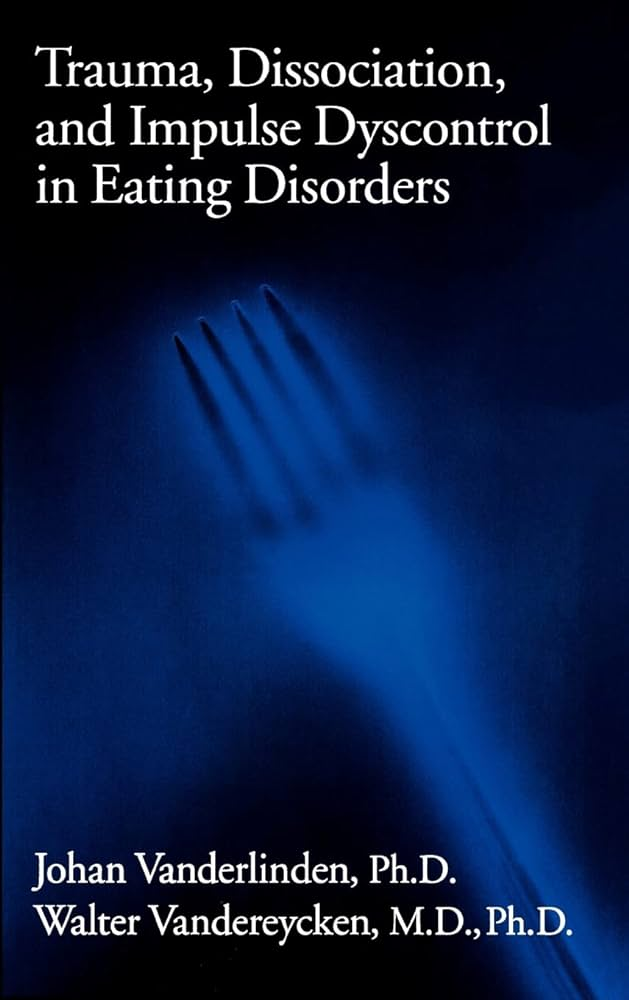 Trauma, Dissociation,
and Impulse Dyscontrol
in Eating Disorders
Johan Vanderlinden, Ph.D.
Walter Vandereycken, M.D., Ph.D.